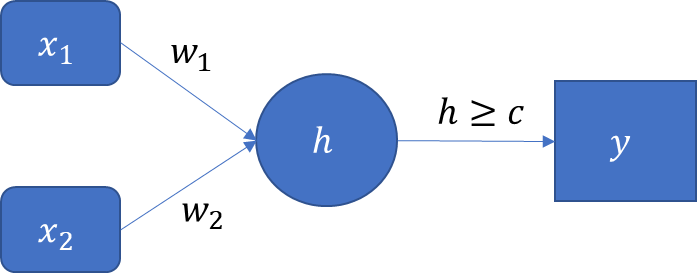 x₁
w₁
h
h ≥ c
y
w₂
x₂